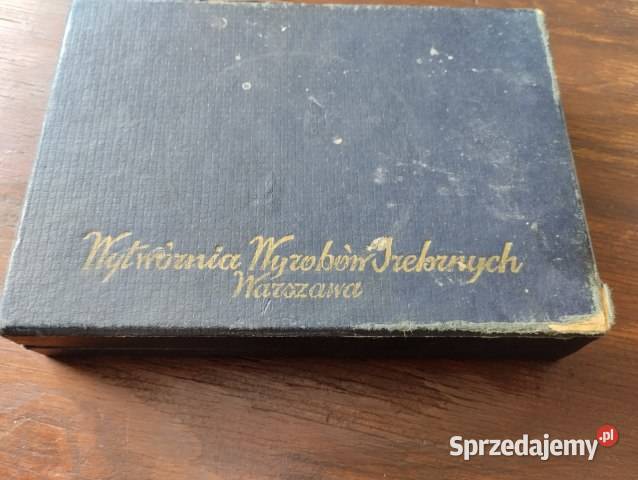 Wytwórnia Wyrobów Srebrnych
Warszawa
Sprzedajemy.pl